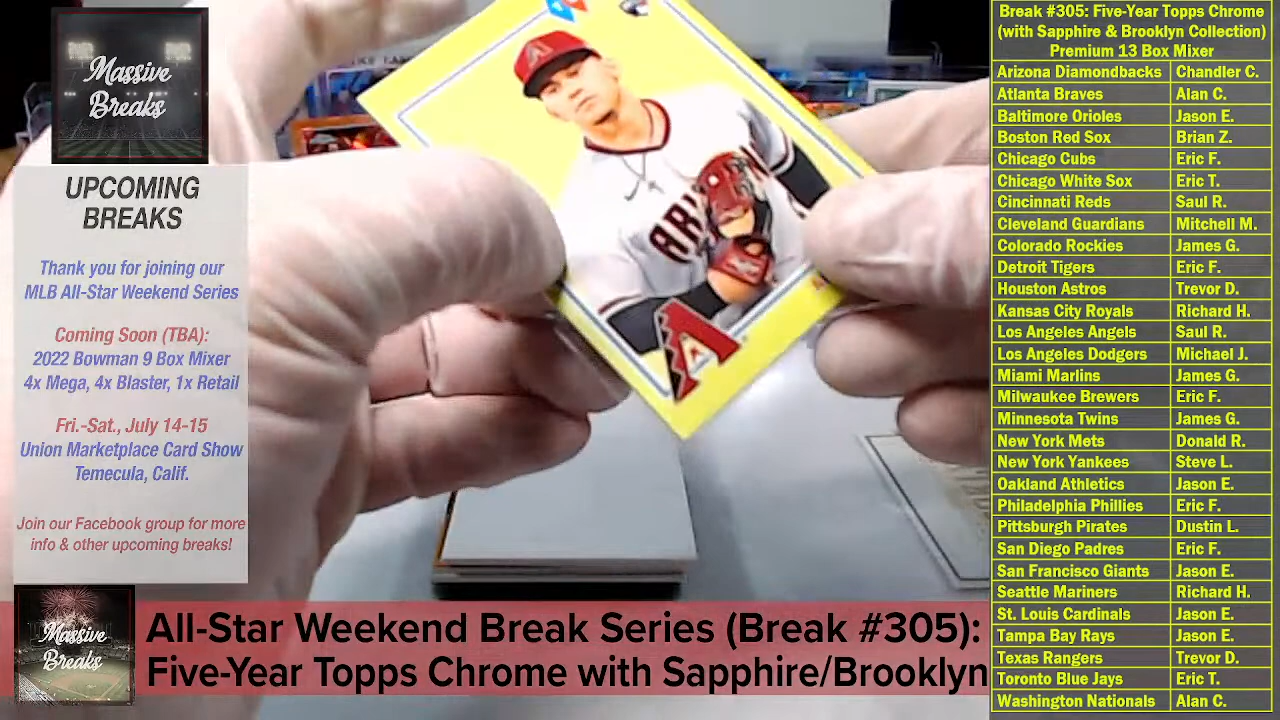 Massive
Breaks
UPCOMING
BREAKS
Thank you for joining our
MLB All-Star Weekend Series
Coming Soon (TBA):
2022 Bowman 9 Box Mixer
4x Mega, 4x Blaster, 1x Retail
Fri.-Sat., July 14-15
Union Marketplace Card Show
Temecula, Calif.
Join our Facebook group for more
info & other upcoming breaks!
Massive
Breaks
All-Star Weekend Break Series (Break #305):
Five-Year Topps Chrome with Sapphire/Brooklyn
A
ARI
A
Break #305: Five-Year Topps Chrome
(with Sapphire & Brooklyn Collection)
Premium 13 Box Mixer
Arizona Diamondbacks Chandler C.
Atlanta Braves Alan C.
Baltimore Orioles Jason E.
Boston Red Sox Brian Z.
Chicago Cubs Eric F.
Chicago White Sox Eric T.
Cincinnati Reds Saul R.
Cleveland Guardians Mitchell M.
Colorado Rockies James G.
Detroit Tigers Eric F.
Houston Astros Trevor D.
Kansas City Royals Richard H.
Los Angeles Angels Saul R.
Los Angeles Dodgers Michael J.
Miami Marlins James G.
Milwaukee Brewers Eric F.
Minnesota Twins James G.
New York Mets Donald R.
New York Yankees Steve L.
Oakland Athletics Jason E.
Philadelphia Phillies Eric F.
Pittsburgh Pirates Dustin L.
San Diego Padres Eric F.
San Francisco Giants Jason E.
Seattle Mariners Richard H.
St. Louis Cardinals Jason E.
Tampa Bay Rays Jason E.
Texas Rangers Trevor D.
Toronto Blue Jays Eric T.
Washington Nationals Alan C.